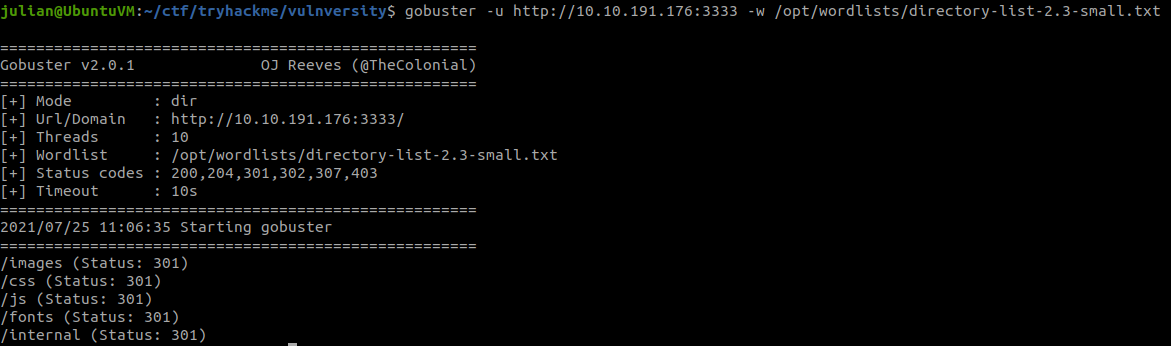 julian@UbuntuVM:~/ctf/tryhackme/vulnversity$ gobuster -u http://10.10.191.176:3333 -w /opt/wordlists/directory-list-2.3-small.txt
=====================================================
Gobuster v2.0.1              OJ Reeves (@TheColonial)
=====================================================
[+] Mode         : dir
[+] Url/Domain   : http://10.10.191.176:3333/
[+] Threads      : 10
[+] Wordlist     : /opt/wordlists/directory-list-2.3-small.txt
[+] Status codes : 200,204,301,302,307,403
[+] Timeout      : 10s
=====================================================
2021/07/25 11:06:35 Starting gobuster
=====================================================
/images (Status: 301)
/css (Status: 301)
/js (Status: 301)
/fonts (Status: 301)
/internal (Status: 301)